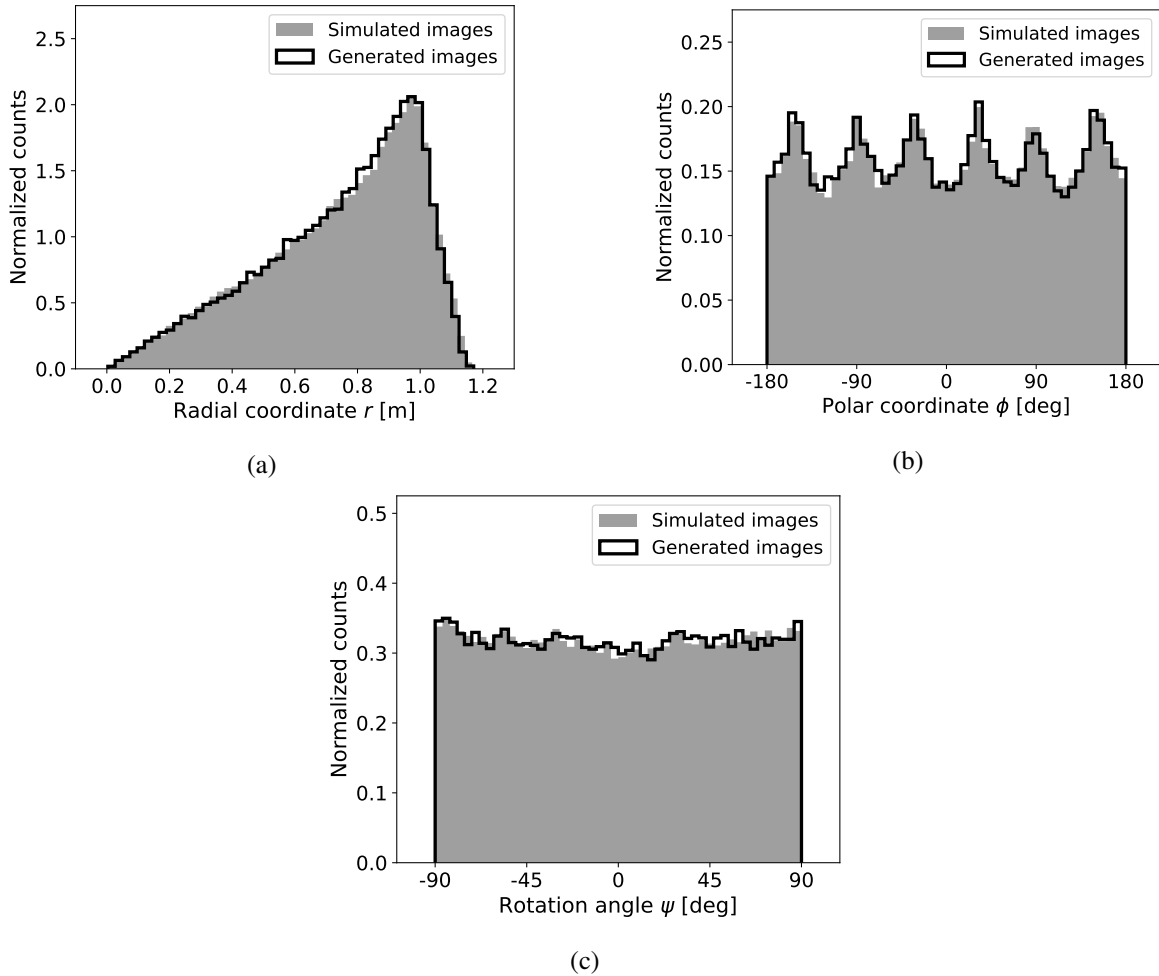 2.5
2.0
1.5
1.0
0.5
0.0
Normalized counts
Simulated images
Generated images
0.0 0.2 0.4 0.6 0.8 1.0 1.2
Radial coordinate r [m]
(a)
0.25
0.20
0.15
0.10
0.05
0.00
Normalized counts
Simulated images
Generated images
-180 -90 0 90 180
Polar coordinate ϕ [deg]
(b)
0.5
0.4
0.3
0.2
0.1
0.0
Normalized counts
Simulated images
Generated images
-90 -45 0 45 90
Rotation angle ψ [deg]
(c)